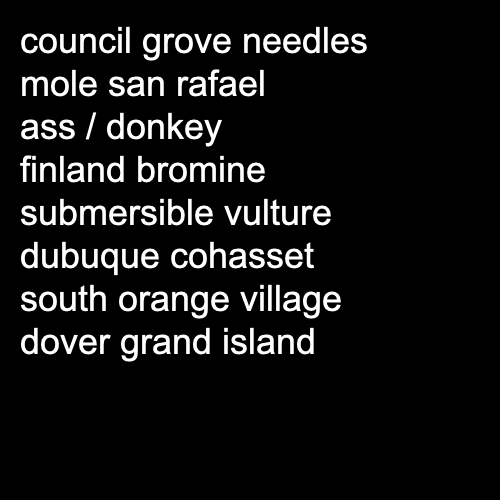 council grove needles
mole san rafael
ass / donkey
finland bromine
submersible vulture
dubuque cohasset
south orange village
dover grand island